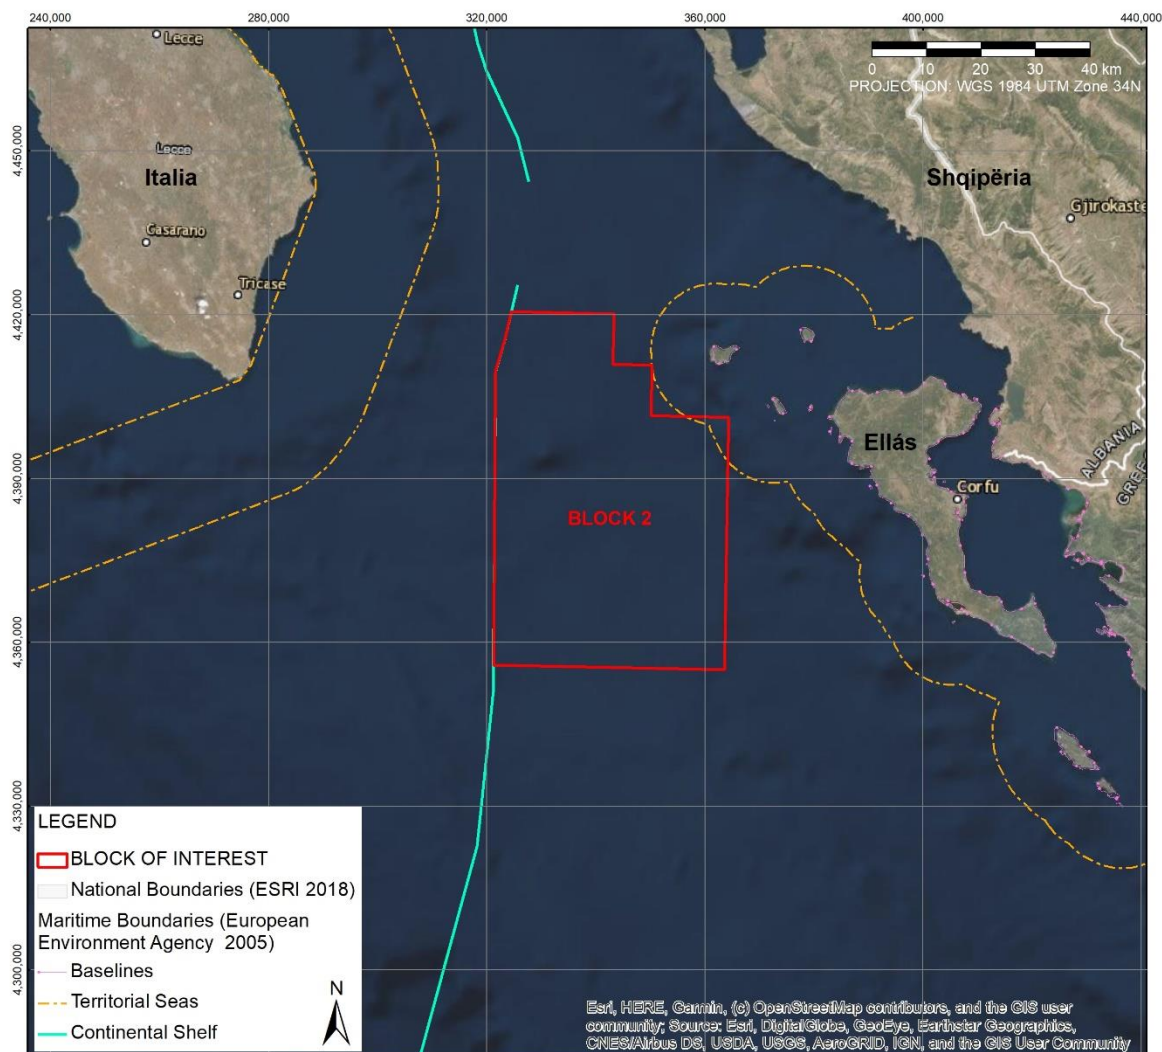 240,000
280,000
320,000
360,000
400,000
440,000
Lecce
0 10 20 30 40 km
PROJECTION: WGS 1984 UTM Zone 34N
4,450,000
Lecce
Italia
Shqipëria
Gjirokaste
Casarano
Tricase
4,420,000
Ellás
ALBANIA
GREE
4,390,000
Corfu
BLOCK 2
4,360,000
4,330,000
LEGEND
BLOCK OF INTEREST
National Boundaries (ESRI 2018)
Maritime Boundaries (European
Environment Agency 2005)
Baselines
Territorial Seas
Continental Shelf
N
4,300,000
Esri, HERE, Garmin, (c) OpenStreetMap contributors, and the GIS user
community; Source: Esri, DigitalGlobe, GeoEye, Earthstar Geographics,
CNES/Airbus DS, USDA, USGS, AeroGRID, IGN, and the GIS User Community